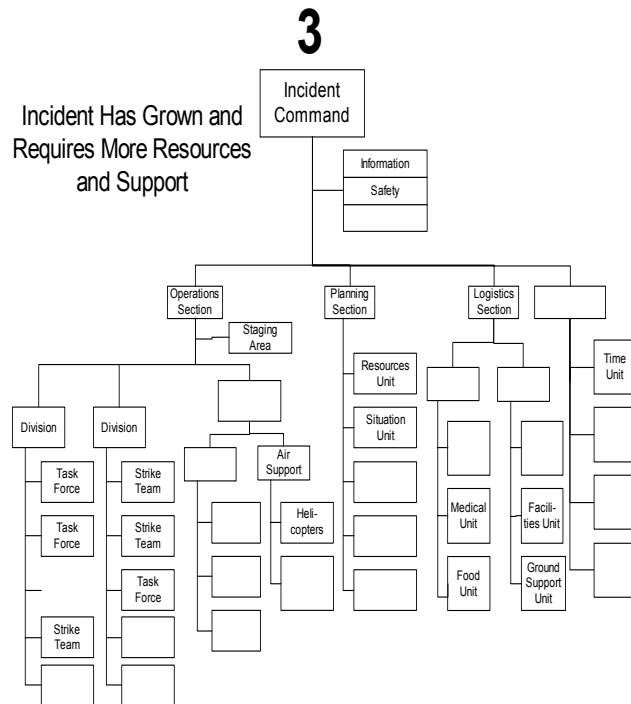 3
Incident
Command
Incident Has Grown and
Requires More Resources
and Support
Information
Safety
Operations
Section
Planning
Section
Logistics
Section
Staging
Area
Resources
Unit
Time
Unit
Division
Division
Situation
Unit
Air
Support
Task
Force
Strike
Team
Task
Force
Strike
Team
Heli-
copters
Medical
Unit
Facili-
ties Unit
Task
Force
Food
Unit
Ground
Support
Unit
Strike
Team